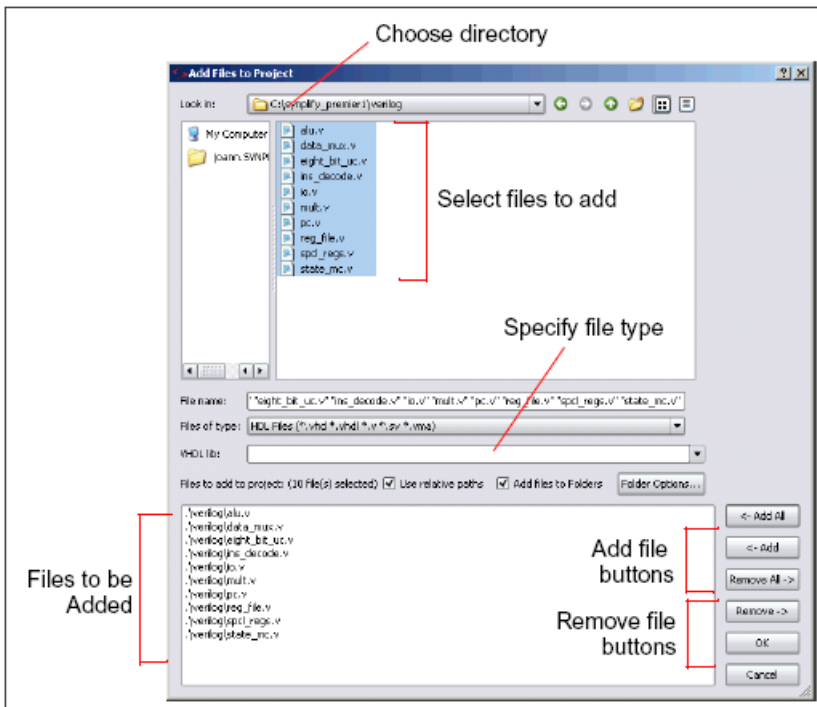 Choose directory
Add Files to Project
Look in:
C:\synplify_premier1\verilog
My Computer
joann.SYNPI
alu.v
data_mux.v
eight_bit_uc.v
ins_decode.v
io.v
mult.v
pc.v
reg_file.v
spcl_regs.v
state_mc.v
Select files to add
Specify file type
File name: "eight_bit_uc.v" "ins_decode.v" "io.v" "mult.v" "pc.v" "reg_file.v" "spcl_regs.v" "state_mc.v"
Files of type: HDL Files (*.vhd *.vhdl *.v *.sv *.vma)
VHDL lib:
Files to add to project: (10 file(s) selected) Use relative paths Add files to Folders Folder Options...
.\verilog\alu.v
.\verilog\data_mux.v
.\verilog\eight_bit_uc.v
.\verilog\ins_decode.v
.\verilog\io.v
.\verilog\mult.v
.\verilog\pc.v
.\verilog\reg_file.v
.\verilog\spcl_regs.v
.\verilog\state_mc.v
Files to be
Added
Add file
buttons
Remove file
buttons
<- Add All
<- Add
Remove All ->
Remove ->
OK
Cancel